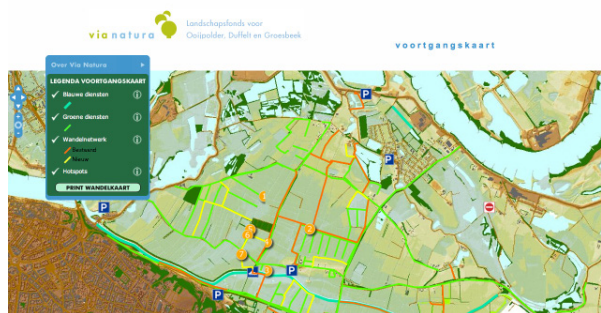 via natura
Landschapsfonds voor
Ooijpolder, Duffelt en Groesbeek
voortgangskaart
Over Via Natura
LEGENDA VOORTGANGSKAART
Blauwe diensten
Groene diensten
Wandelnetwerk
Bestaand
Nieuw
Hotspots
PRINT WANDELKAART
P
P
P
P
P
2